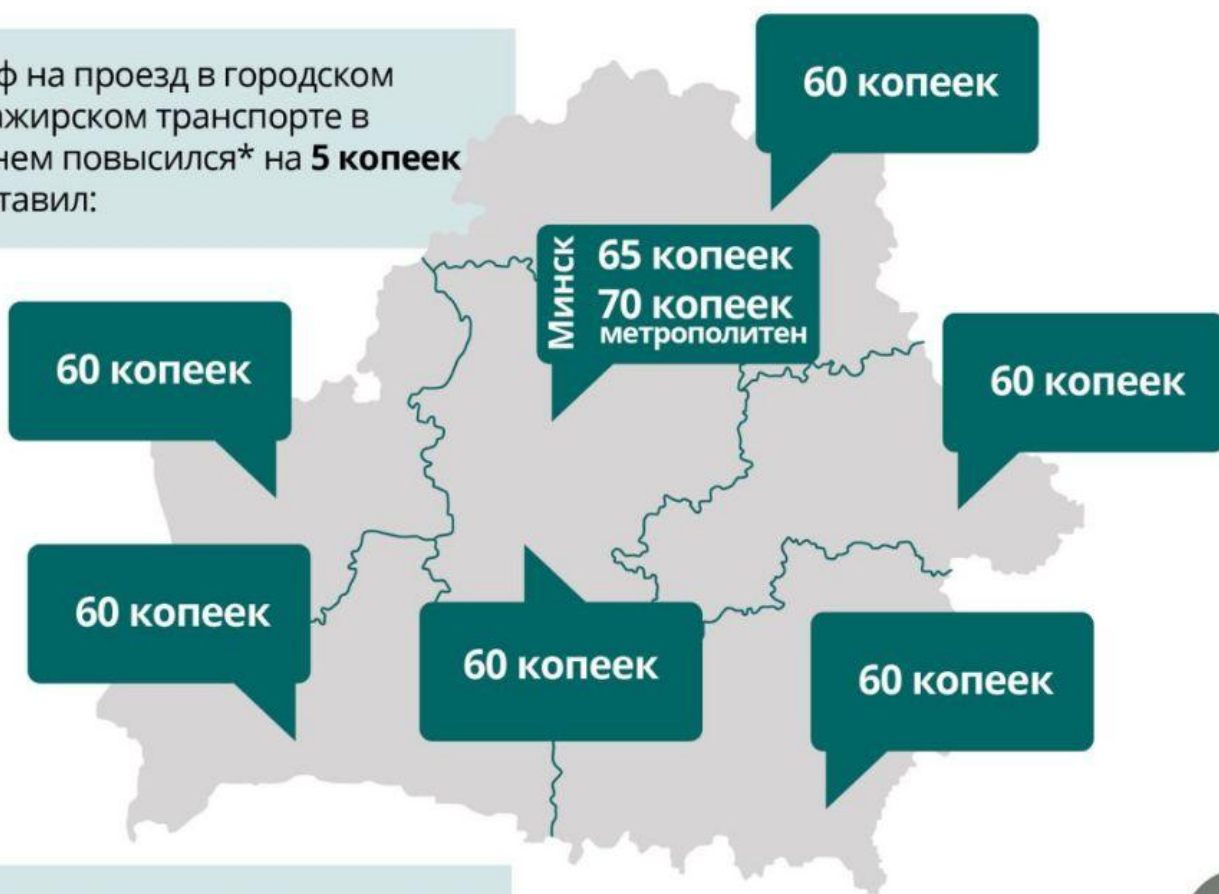 ф на проезд в городском
ажирском транспорте в
нем повысился* на 5 копеек
тавил:
60 копеек
Минск
65 копеек
70 копеек
метрополитен
60 копеек
60 копеек
60 копеек
60 копеек
60 копеек